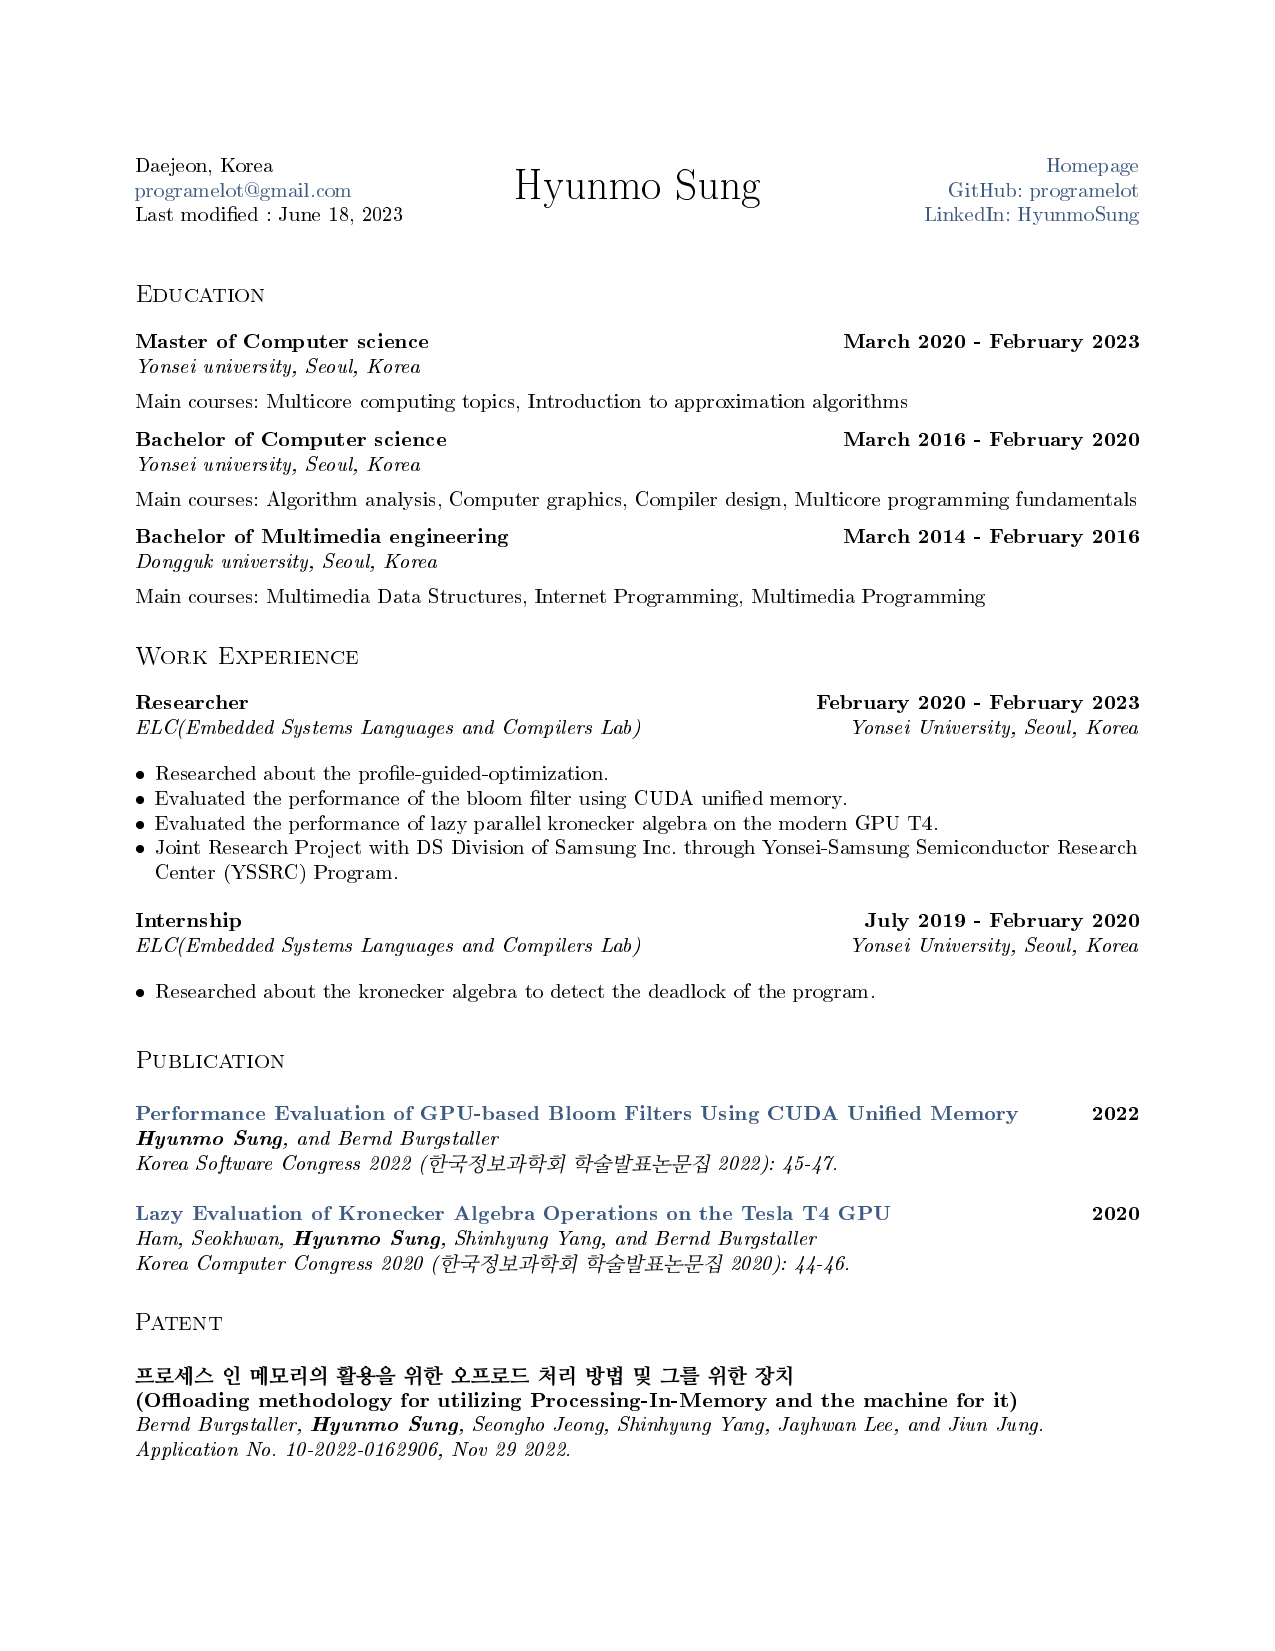 Daejeon, Korea
programelot@gmail.com
Last modified : June 18, 2023
Hyunmo Sung
Homepage
GitHub: programelot
LinkedIn: HyunmoSung
Education
Master of Computer science March 2020 - February 2023
Yonsei university, Seoul, Korea
Main courses: Multicore computing topics, Introduction to approximation algorithms
Bachelor of Computer science March 2016 - February 2020
Yonsei university, Seoul, Korea
Main courses: Algorithm analysis, Computer graphics, Compiler design, Multicore programming fundamentals
Bachelor of Multimedia engineering March 2014 - February 2016
Dongguk university, Seoul, Korea
Main courses: Multimedia Data Structures, Internet Programming, Multimedia Programming
Work Experience
Researcher February 2020 - February 2023
ELC(Embedded Systems Languages and Compilers Lab) Yonsei University, Seoul, Korea
• Researched about the profile-guided-optimization.
• Evaluated the performance of the bloom filter using CUDA unified memory.
• Evaluated the performance of lazy parallel kronecker algebra on the modern GPU T4.
• Joint Research Project with DS Division of Samsung Inc. through Yonsei-Samsung Semiconductor Research
Center (YSSRC) Program.
Internship July 2019 - February 2020
ELC(Embedded Systems Languages and Compilers Lab) Yonsei University, Seoul, Korea
• Researched about the kronecker algebra to detect the deadlock of the program.
Publication
Performance Evaluation of GPU-based Bloom Filters Using CUDA Unified Memory 2022
Hyunmo Sung, and Bernd Burgstaller
Korea Software Congress 2022 (한국정보과학회 학술발표논문집 2022): 45-47.
Lazy Evaluation of Kronecker Algebra Operations on the Tesla T4 GPU 2020
Ham, Seokhwan, Hyunmo Sung, Shinhyung Yang, and Bernd Burgstaller
Korea Computer Congress 2020 (한국정보과학회 학술발표논문집 2020): 44-46.
Patent
프로세스 인 메모리의 활용을 위한 오프로드 처리 방법 및 그를 위한 장치
(Offloading methodology for utilizing Processing-In-Memory and the machine for it)
Bernd Burgstaller, Hyunmo Sung, Seongho Jeong, Shinhyung Yang, Jayhwan Lee, and Jiun Jung.
Application No. 10-2022-0162906, Nov 29 2022.